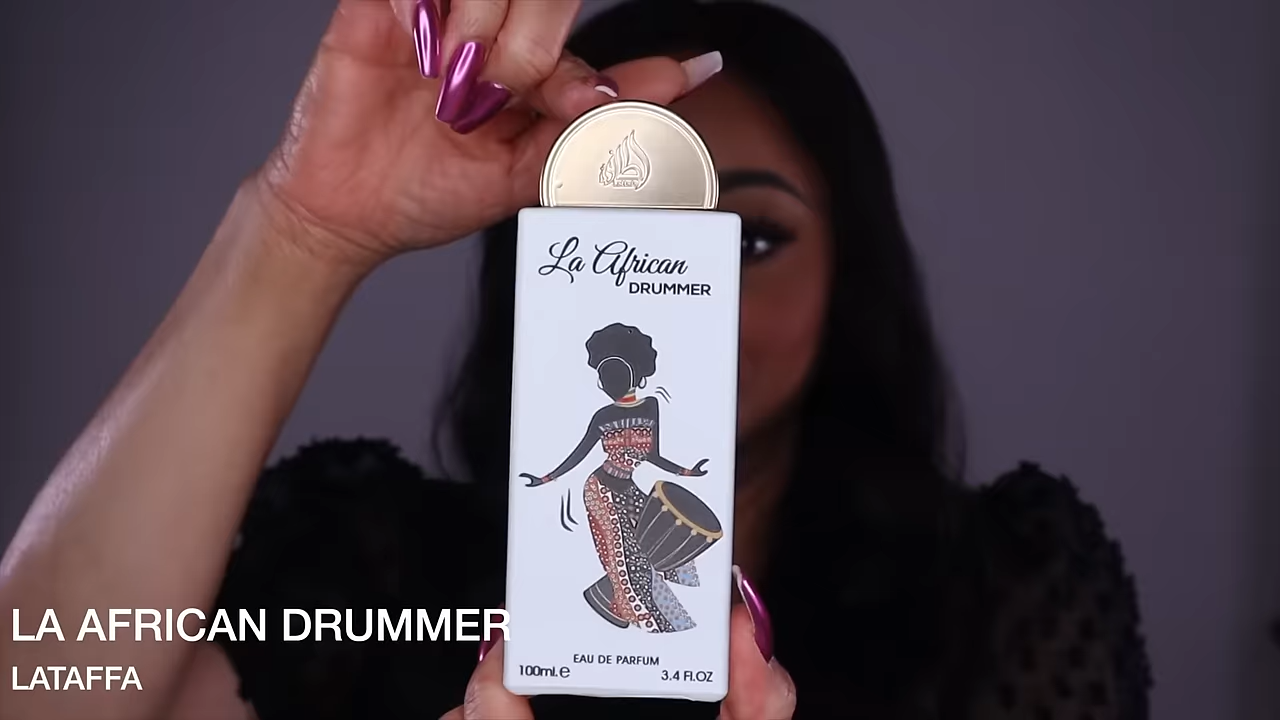 La African
DRUMMER
EAU DE PARFUM
100ml.e 3.4 Fl.OZ
LA AFRICAN DRUMMER
LATAFFA